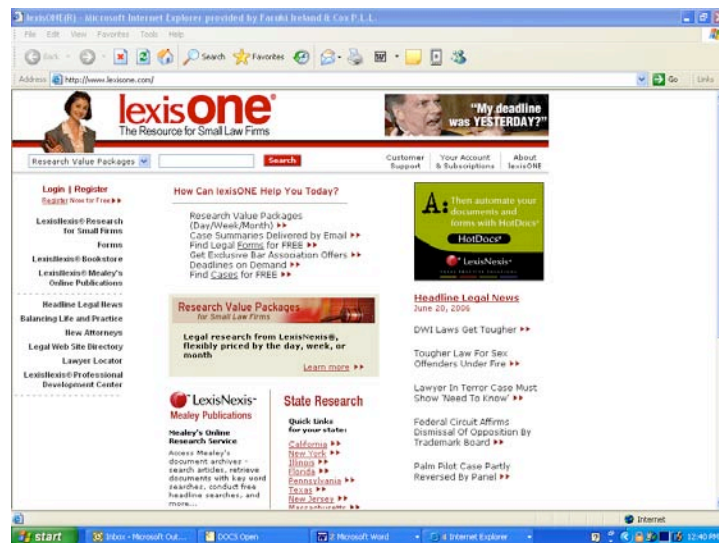 lexisONE(R) - Microsoft Internet Explorer provided by Faruki Ireland & Cox P.L.L.
File Edit View Favorites Tools Help
Back Search Favorites
Address http://www.lexisone.com/ Go Links
lexisONE®
The Resource for Small Law Firms
"My deadline
was YESTERDAY?"
Research Value Packages Search
Customer Support
Your Account & Subscriptions
About lexisONE
Login | Register
Register Now for Free
LexisNexis® Research
for Small Firms
Forms
LexisNexis® Bookstore
LexisNexis® Mealey's
Online Publications
Headline Legal News
Balancing Life and Practice
New Attorneys
Legal Web Site Directory
Lawyer Locator
LexisNexis® Professional
Development Center
How Can lexisONE Help You Today?
Research Value Packages
(Day/Week/Month)
Case Summaries Delivered by Email
Find Legal Forms for FREE
Get Exclusive Bar Association Offers
Deadlines on Demand
Find Cases for FREE
Research Value Packages
for Small Law Firms
Legal research from LexisNexis®,
flexibly priced by the day, week, or
month
Learn more
LexisNexis™
Mealey Publications
Mealey's Online
Research Service
Access Mealey's
document archives -
search articles, retrieve
documents with key word
searches, conduct free
headline searches, and
more...
State Research
Quick Links
for your state:
California
New York
Illinois
Florida
Pennsylvania
Texas
New Jersey
Massachusetts
A: Then automate your
documents and
forms with HotDocs®
HotDocs®
LexisNexis™
Headline Legal News
June 20, 2006
DWI Laws Get Tougher
Tougher Law For Sex
Offenders Under Fire
Lawyer In Terror Case Must
Show 'Need To Know'
Federal Circuit Affirms
Dismissal Of Opposition By
Trademark Board
Palm Pilot Case Partly
Reversed By Panel
Internet
start Inbox - Microsoft Out... DOCS Open 2 Microsoft Word 4 Internet Explorer 12:40 PM